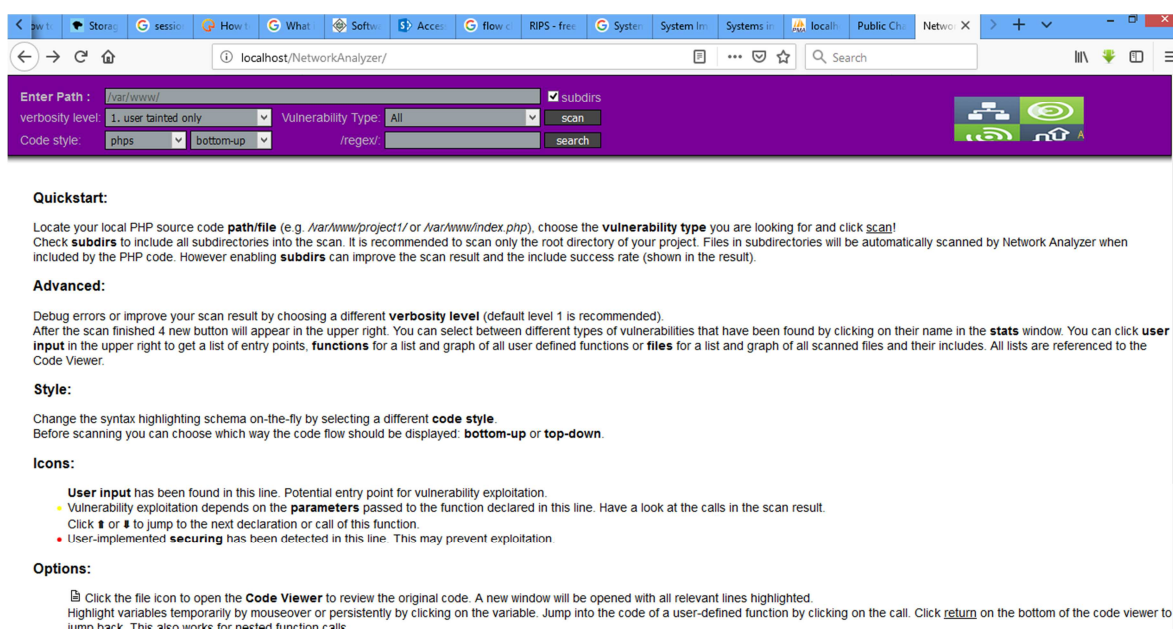 ow to Storag sessio How t What i Softwa Access flow c RIPS - free System System Im Systems in localh Public Cha Networ
localhost/NetworkAnalyzer/ Search
Enter Path : /var/www/ subdirs
verbosity level: 1. user tainted only Vulnerability Type: All scan
Code style: phps bottom-up /regex/: search
Quickstart:
Locate your local PHP source code path/file (e.g. /var/www/project1/ or /var/www/index.php), choose the vulnerability type you are looking for and click scan!
Check subdirs to include all subdirectories into the scan. It is recommended to scan only the root directory of your project. Files in subdirectories will be automatically scanned by Network Analyzer when
included by the PHP code. However enabling subdirs can improve the scan result and the include success rate (shown in the result).
Advanced:
Debug errors or improve your scan result by choosing a different verbosity level (default level 1 is recommended).
After the scan finished 4 new button will appear in the upper right. You can select between different types of vulnerabilities that have been found by clicking on their name in the stats window. You can click user
input in the upper right to get a list of entry points, functions for a list and graph of all user defined functions or files for a list and graph of all scanned files and their includes. All lists are referenced to the
Code Viewer.
Style:
Change the syntax highlighting schema on-the-fly by selecting a different code style.
Before scanning you can choose which way the code flow should be displayed: bottom-up or top-down.
Icons:
User input has been found in this line. Potential entry point for vulnerability exploitation.
Vulnerability exploitation depends on the parameters passed to the function declared in this line. Have a look at the calls in the scan result.
Click ⬆ or ⬇ to jump to the next declaration or call of this function.
User-implemented securing has been detected in this line. This may prevent exploitation.
Options:
Click the file icon to open the Code Viewer to review the original code. A new window will be opened with all relevant lines highlighted.
Highlight variables temporarily by mouseover or persistently by clicking on the variable. Jump into the code of a user-defined function by clicking on the call. Click return on the bottom of the code viewer to
jump back. This also works for nested function calls.